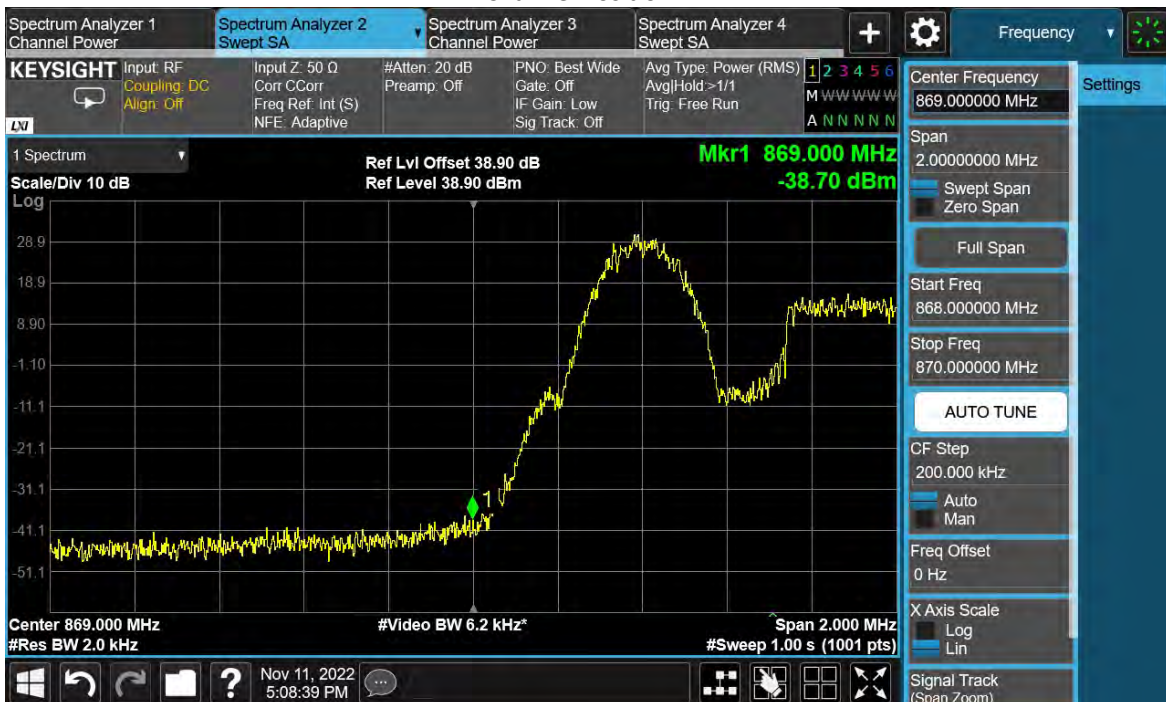 Spectrum Analyzer 1
Channel Power
Spectrum Analyzer 2
Swept SA
Spectrum Analyzer 3
Channel Power
Spectrum Analyzer 4
Swept SA
+
Frequency
KEYSIGHT
LXI
Input: RF
Coupling: DC
Align: Off
Input Z: 50 Ω
Corr CCorr
Freq Ref: Int (S)
NFE: Adaptive
#Atten: 20 dB
Preamp: Off
PNO: Best Wide
Gate: Off
IF Gain: Low
Sig Track: Off
Avg Type: Power (RMS)
Avg|Hold:>1/1
Trig: Free Run
1 2 3 4 5 6
M W W W W W
A N N N N N
1 Spectrum
Scale/Div 10 dB
Log
Ref Lvl Offset 38.90 dB
Ref Level 38.90 dBm
Mkr1 869.000 MHz
-38.70 dBm
28.9
18.9
8.90
-1.10
-11.1
-21.1
-31.1
-41.1
-51.1
1
Center 869.000 MHz
#Res BW 2.0 kHz
#Video BW 6.2 kHz*
Span 2.000 MHz
#Sweep 1.00 s (1001 pts)
Nov 11, 2022
5:08:39 PM
?
Center Frequency
869.000000 MHz
Settings
Span
2.00000000 MHz
Swept Span
Zero Span
Full Span
Start Freq
868.000000 MHz
Stop Freq
870.000000 MHz
AUTO TUNE
CF Step
200.000 kHz
Auto
Man
Freq Offset
0 Hz
X Axis Scale
Log
Lin
Signal Track
(Span Zoom)